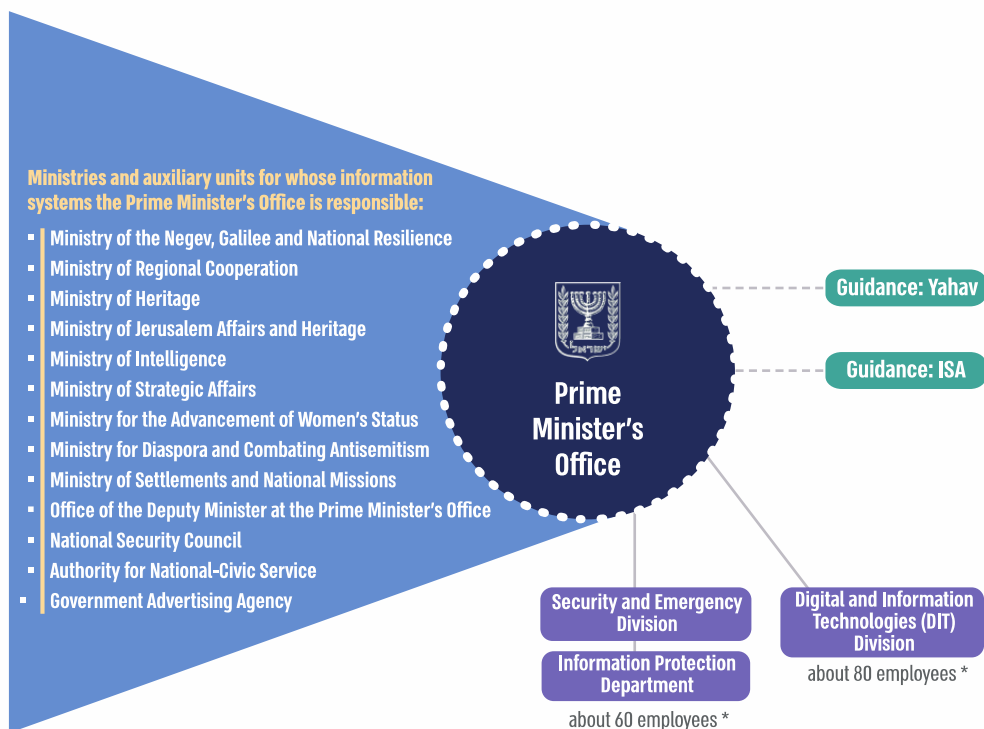 Ministries and auxiliary units for whose information
systems the Prime Minister's Office is responsible:
▪ Ministry of the Negev, Galilee and National Resilience
▪ Ministry of Regional Cooperation
▪ Ministry of Heritage
▪ Ministry of Jerusalem Affairs and Heritage
▪ Ministry of Intelligence
▪ Ministry of Strategic Affairs
▪ Ministry for the Advancement of Women's Status
▪ Ministry for Diaspora and Combating Antisemitism
▪ Ministry of Settlements and National Missions
▪ Office of the Deputy Minister at the Prime Minister's Office
▪ National Security Council
▪ Authority for National-Civic Service
▪ Government Advertising Agency
ישראל
Prime
Minister's
Office
Guidance: Yahav
Guidance: ISA
Security and Emergency
Division
Information Protection
Department
about 60 employees *
Digital and Information
Technologies (DIT)
Division
about 80 employees *